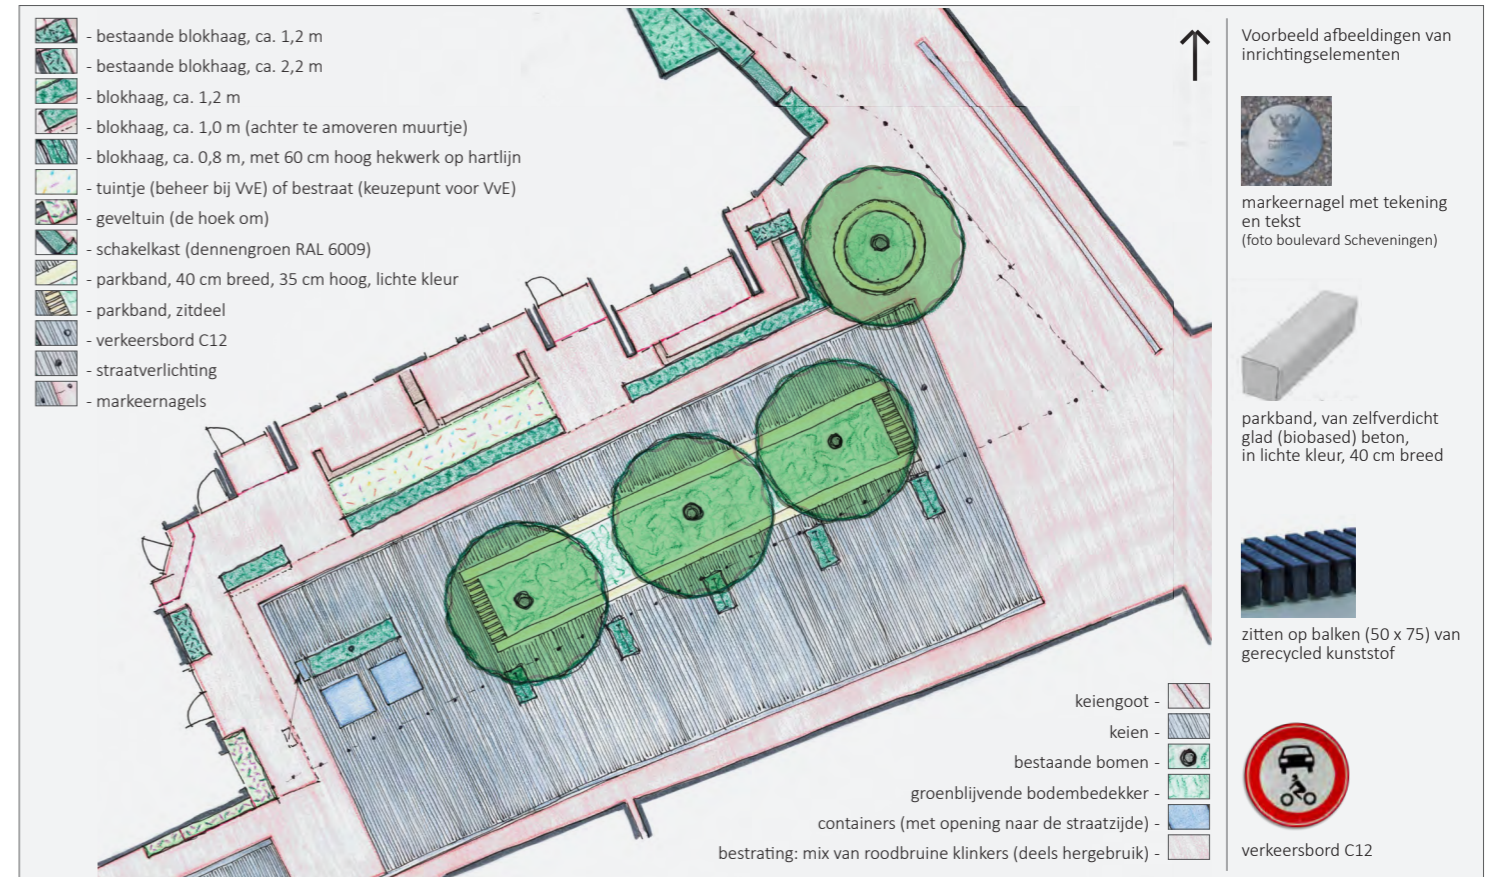 - bestaande blokhaag, ca. 1,2 m
- bestaande blokhaag, ca. 2,2 m
- blokhaag, ca. 1,2 m
- blokhaag, ca. 1,0 m (achter te amoveren muurtje)
- blokhaag, ca. 0,8 m, met 60 cm hoog hekwerk op hartlijn
- tuintje (beheer bij VvE) of bestraat (keuzepunt voor VvE)
- geveltuin (de hoek om)
- schakelkast (dennengroen RAL 6009)
- parkband, 40 cm breed, 35 cm hoog, lichte kleur
- parkband, zitdeel
- verkeersbord C12
- straatverlichting
- markeernagels
keiengoot -
keien -
bestaande bomen -
groenblijvende bodembedekker -
containers (met opening naar de straatzijde) -
bestrating: mix van roodbruine klinkers (deels hergebruik) -
Voorbeeld afbeeldingen van
inrichtingselementen
markeernagel met tekening
en tekst
(foto boulevard Scheveningen)
parkband, van zelfverdicht
glad (biobased) beton,
in lichte kleur, 40 cm breed
zitten op balken (50 x 75) van
gerecycled kunststof
verkeersbord C12